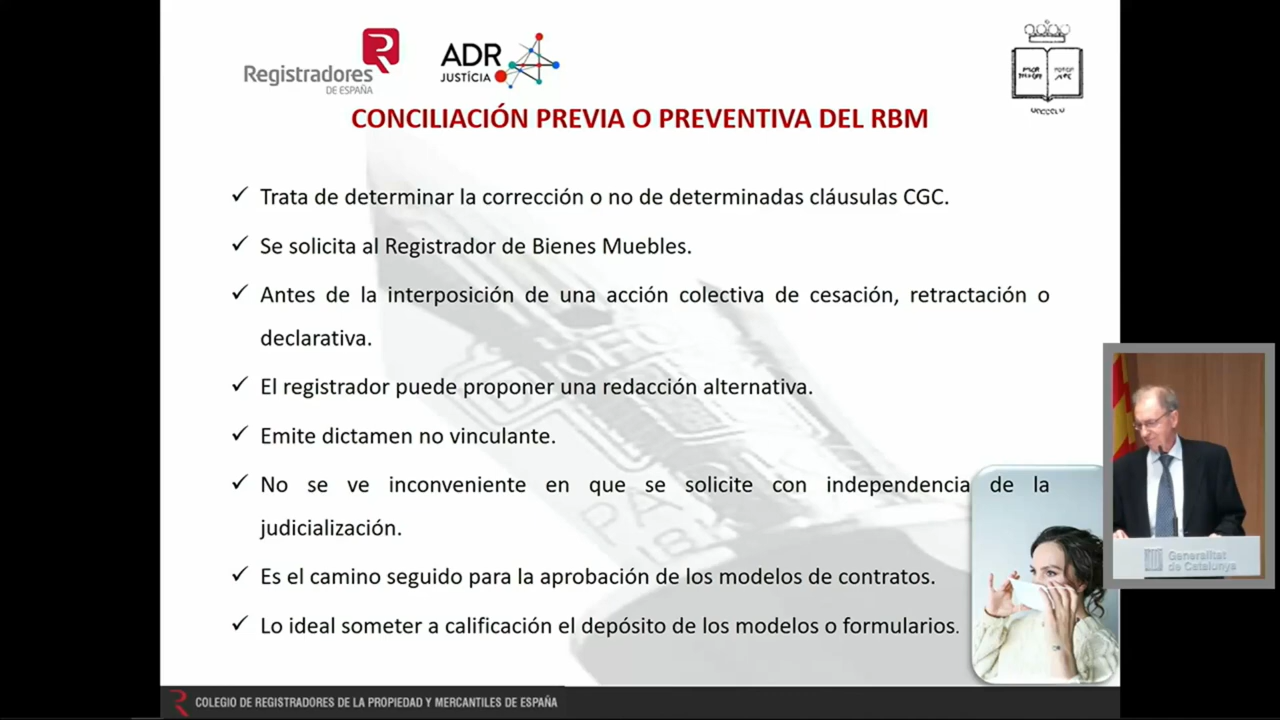 Registradores
DE ESPAÑA
ADR
JUSTÍCIA
CONCILIACIÓN PREVIA O PREVENTIVA DEL RBM
✓ Trata de determinar la corrección o no de determinadas cláusulas CGC.
✓ Se solicita al Registrador de Bienes Muebles.
✓ Antes de la interposición de una acción colectiva de cesación, retractación o
declarativa.
✓ El registrador puede proponer una redacción alternativa.
✓ Emite dictamen no vinculante.
✓ No se ve inconveniente en que se solicite con independencia de la
judicialización.
✓ Es el camino seguido para la aprobación de los modelos de contratos.
✓ Lo ideal someter a calificación el depósito de los modelos o formularios.
Generalitat
de Catalunya
COLEGIO DE REGISTRADORES DE LA PROPIEDAD Y MERCANTILES DE ESPAÑA